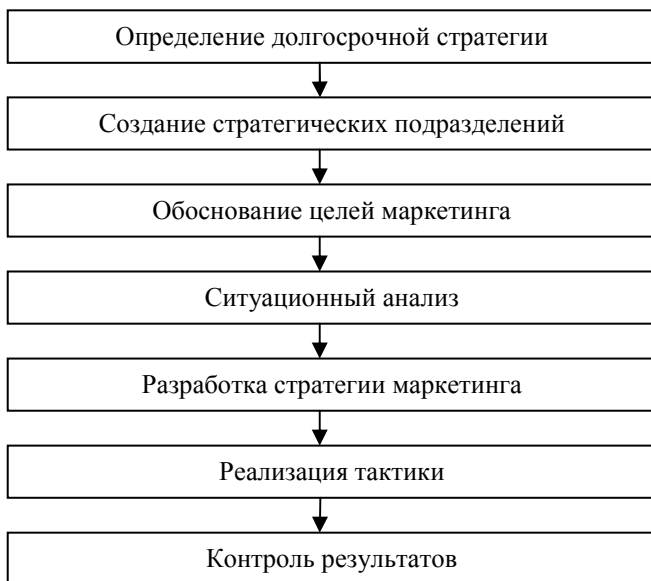 Определение долгосрочной стратегии
Создание стратегических подразделений
Обоснование целей маркетинга
Ситуационный анализ
Разработка стратегии маркетинга
Реализация тактики
Контроль результатов